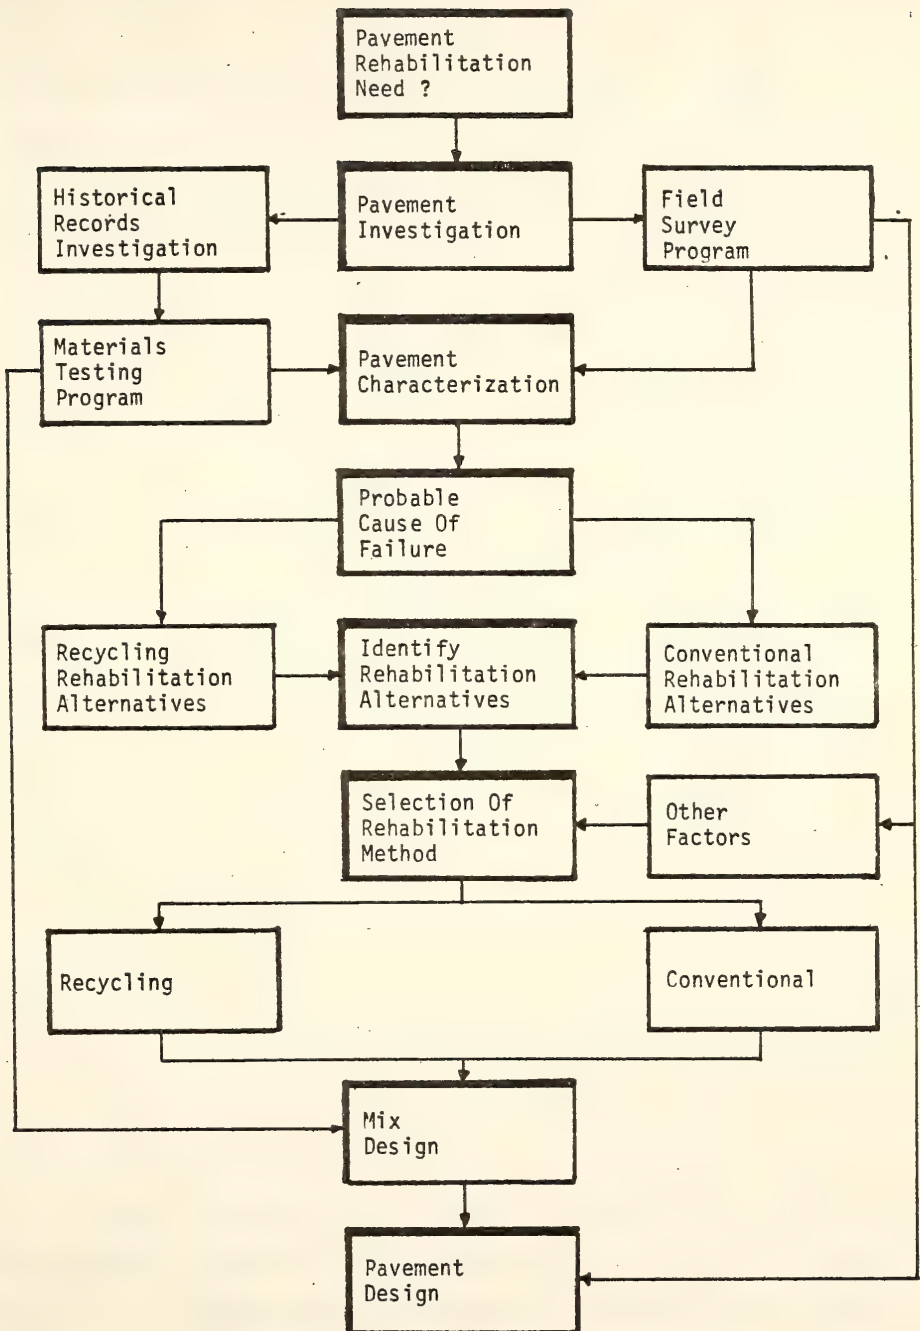 Pavement
Rehabilitation
Need ?
Historical
Records
Investigation
Pavement
Investigation
Field
Survey
Program
Materials
Testing
Program
Pavement
Characterization
Probable
Cause Of
Failure
Recycling
Rehabilitation
Alternatives
Identify
Rehabilitation
Alternatives
Conventional
Rehabilitation
Alternatives
Selection Of
Rehabilitation
Method
Other
Factors
Recycling
Conventional
Mix
Design
Pavement
Design